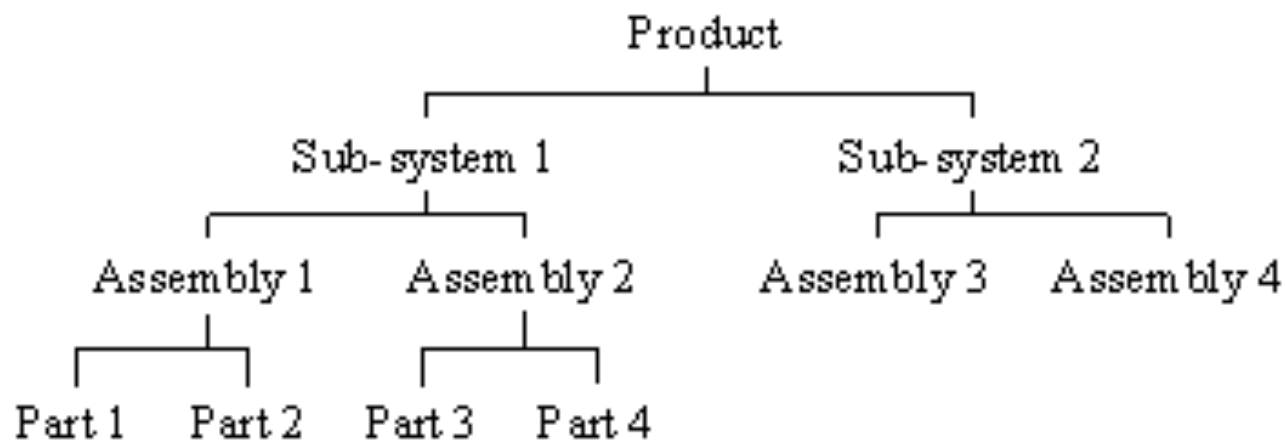 Product
Sub-system 1 Sub-system 2
Assembly 1 Assembly 2 Assembly 3 Assembly 4
Part 1 Part 2 Part 3 Part 4